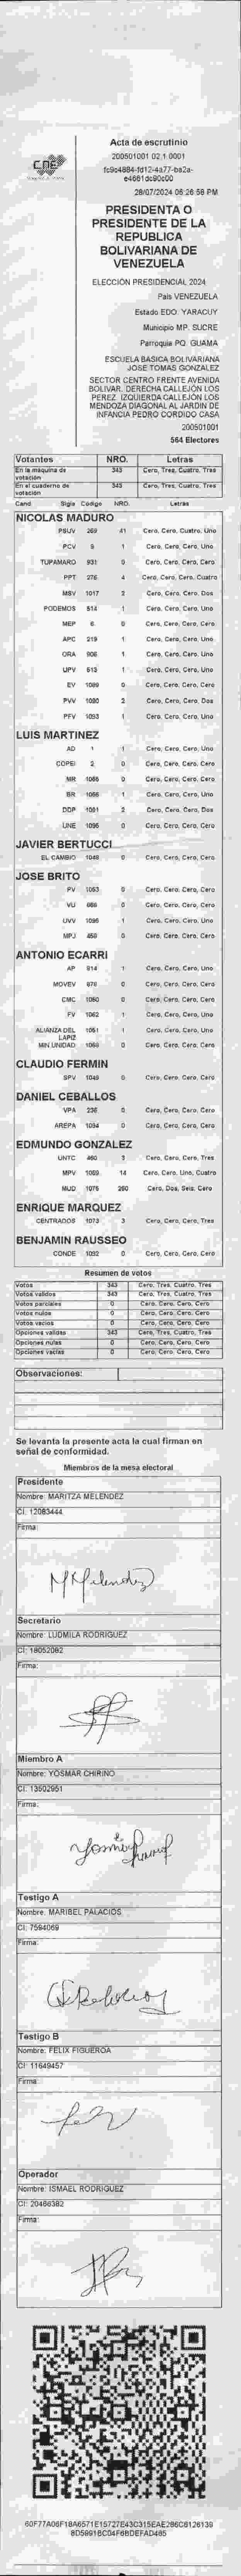 CNE
Acta de escrutinio
200501001.02.1.0001
fc9c4884-fd12-4a77-ba2a-
e4661dc80c00
28/07/2024 06:26:58 PM
PRESIDENTA O
PRESIDENTE DE LA
REPUBLICA
BOLIVARIANA DE
VENEZUELA
ELECCIÓN PRESIDENCIAL 2024
País VENEZUELA
Estado EDO. YARACUY
Municipio MP. SUCRE
Parroquia PQ. GUAMA
ESCUELA BASICA BOLIVARIANA
JOSE TOMAS GONZALEZ
SECTOR CENTRO FRENTE AVENIDA
BOLIVAR. DERECHA CALLEJÓN LOS
PEREZ. IZQUIERDA CALLEJÓN LOS
MENDOZA DIAGONAL AL JARDIN DE
INFANCIA PEDRO CORDIDO CASA
200501001
564 Electores
Votantes NRO. Letras
En la máquina de votación 343 Cero, Tres, Cuatro, Tres
En el cuaderno de votación 343 Cero, Tres, Cuatro, Tres
Cand Sigla Código NRO. Letras
NICOLAS MADURO
PSUV 269 41 Cero, Cero, Cuatro, Uno
PCV 1 Cero, Cero, Cero, Uno
TUPAMARO 931 0 Cero, Cero, Cero, Cero
PPT 275 4 Cero, Cero, Cero, Cuatro
MSV 1017 2 Cero, Cero, Cero, Dos
PODEMOS 514 1 Cero, Cero, Cero, Uno
MEP 6 0 Cero, Cero, Cero, Cero
APC 219 1 Cero, Cero, Cero, Uno
ORA 906 1 Cero, Cero, Cero, Uno
UPV 513 1 Cero, Cero, Cero, Uno
EV 1089 0 Cero, Cero, Cero, Cero
PVV 1090 2 Cero, Cero, Cero, Dos
PFV 1093 1 Cero, Cero, Cero, Uno
LUIS MARTINEZ
AD 1 1 Cero, Cero, Cero, Uno
COPEI 2 0 Cero, Cero, Cero, Cero
MR 1066 0 Cero, Cero, Cero, Cero
BR 1 Cero, Cero, Cero, Uno
DDP 1091 2 Cero, Cero, Cero, Dos
UNE 1095 0 Cero, Cero, Cero, Cero
JAVIER BERTUCCI
EL CAMBIO 1048 0 Cero, Cero, Cero, Cero
JOSE BRITO
PV 1053 0 Cero, Cero, Cero, Cero
VU 0 Cero, Cero, Cero, Cero
UVV 1096 1 Cero, Cero, Cero, Uno
MPJ 458 0 Cero, Cero, Cero, Cero
ANTONIO ECARRI
AP 914 1 Cero, Cero, Cero, Uno
MOVEV 978 0 Cero, Cero, Cero, Cero
CMC 1050 0 Cero, Cero, Cero, Cero
FV 1062 1 Cero, Cero, Cero, Uno
ALIANZA DEL LAPIZ 1051 1 Cero, Cero, Cero, Uno
MIN UNIDAD 1069 0 Cero, Cero, Cero, Cero
CLAUDIO FERMIN
SPV 1049 0 Cero, Cero, Cero, Cero
DANIEL CEBALLOS
VPA 236 0 Cero, Cero, Cero, Cero
AREPA 1094 0 Cero, Cero, Cero, Cero
EDMUNDO GONZALEZ
UNTC 460 3 Cero, Cero, Cero, Tres
MPV 1059 14 Cero, Cero, Uno, Cuatro
MUD 1075 260 Cero, Dos, Seis, Cero
ENRIQUE MARQUEZ
CENTRADOS 1073 3 Cero, Cero, Cero, Tres
BENJAMIN RAUSSEO
CONDE 1032 0 Cero, Cero, Cero, Cero
Resumen de votos
Votos 343 Cero, Tres, Cuatro, Tres
Votos validos 343 Cero, Tres, Cuatro, Tres
Votos parciales 0 Cero, Cero, Cero, Cero
Votos nulos 0 Cero, Cero, Cero, Cero
Votos vacios 0 Cero, Cero, Cero, Cero
Opciones validas 343 Cero, Tres, Cuatro, Tres
Opciones nulas 0 Cero, Cero, Cero, Cero
Opciones vacias 0 Cero, Cero, Cero, Cero
Observaciones:
Se levanta la presente acta la cual firman en
señal de conformidad.
Miembros de la mesa electoral
Presidente
Nombre: MARITZA MELENDEZ
CI: 12083444
Firma:
Secretario
Nombre: LUDMILA RODRIGUEZ
CI: 18052082
Firma:
Miembro A
Nombre: YOSMAR CHIRINO
CI: 13502951
Firma:
Testigo A
Nombre: MARIBEL PALACIOS
CI: 7594069
Firma:
Testigo B
Nombre: FELIX FIGUEROA
CI: 11649457
Firma:
Operador
Nombre: ISMAEL RODRIGUEZ
CI: 20466382
Firma:
60F77A06F18A6571E15727E43C315EAE286C6126139
8D5991BC04F6BDEFAD485